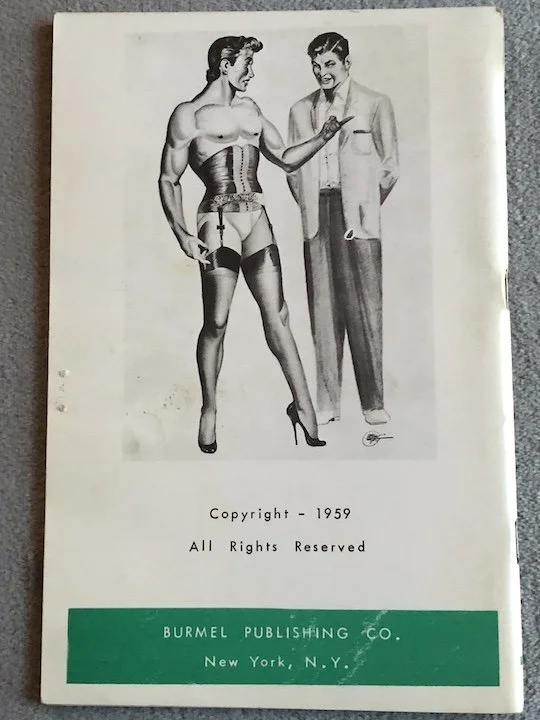 Copyright - 1959
All Rights Reserved
BURMEL PUBLISHING CO.
New York, N.Y.